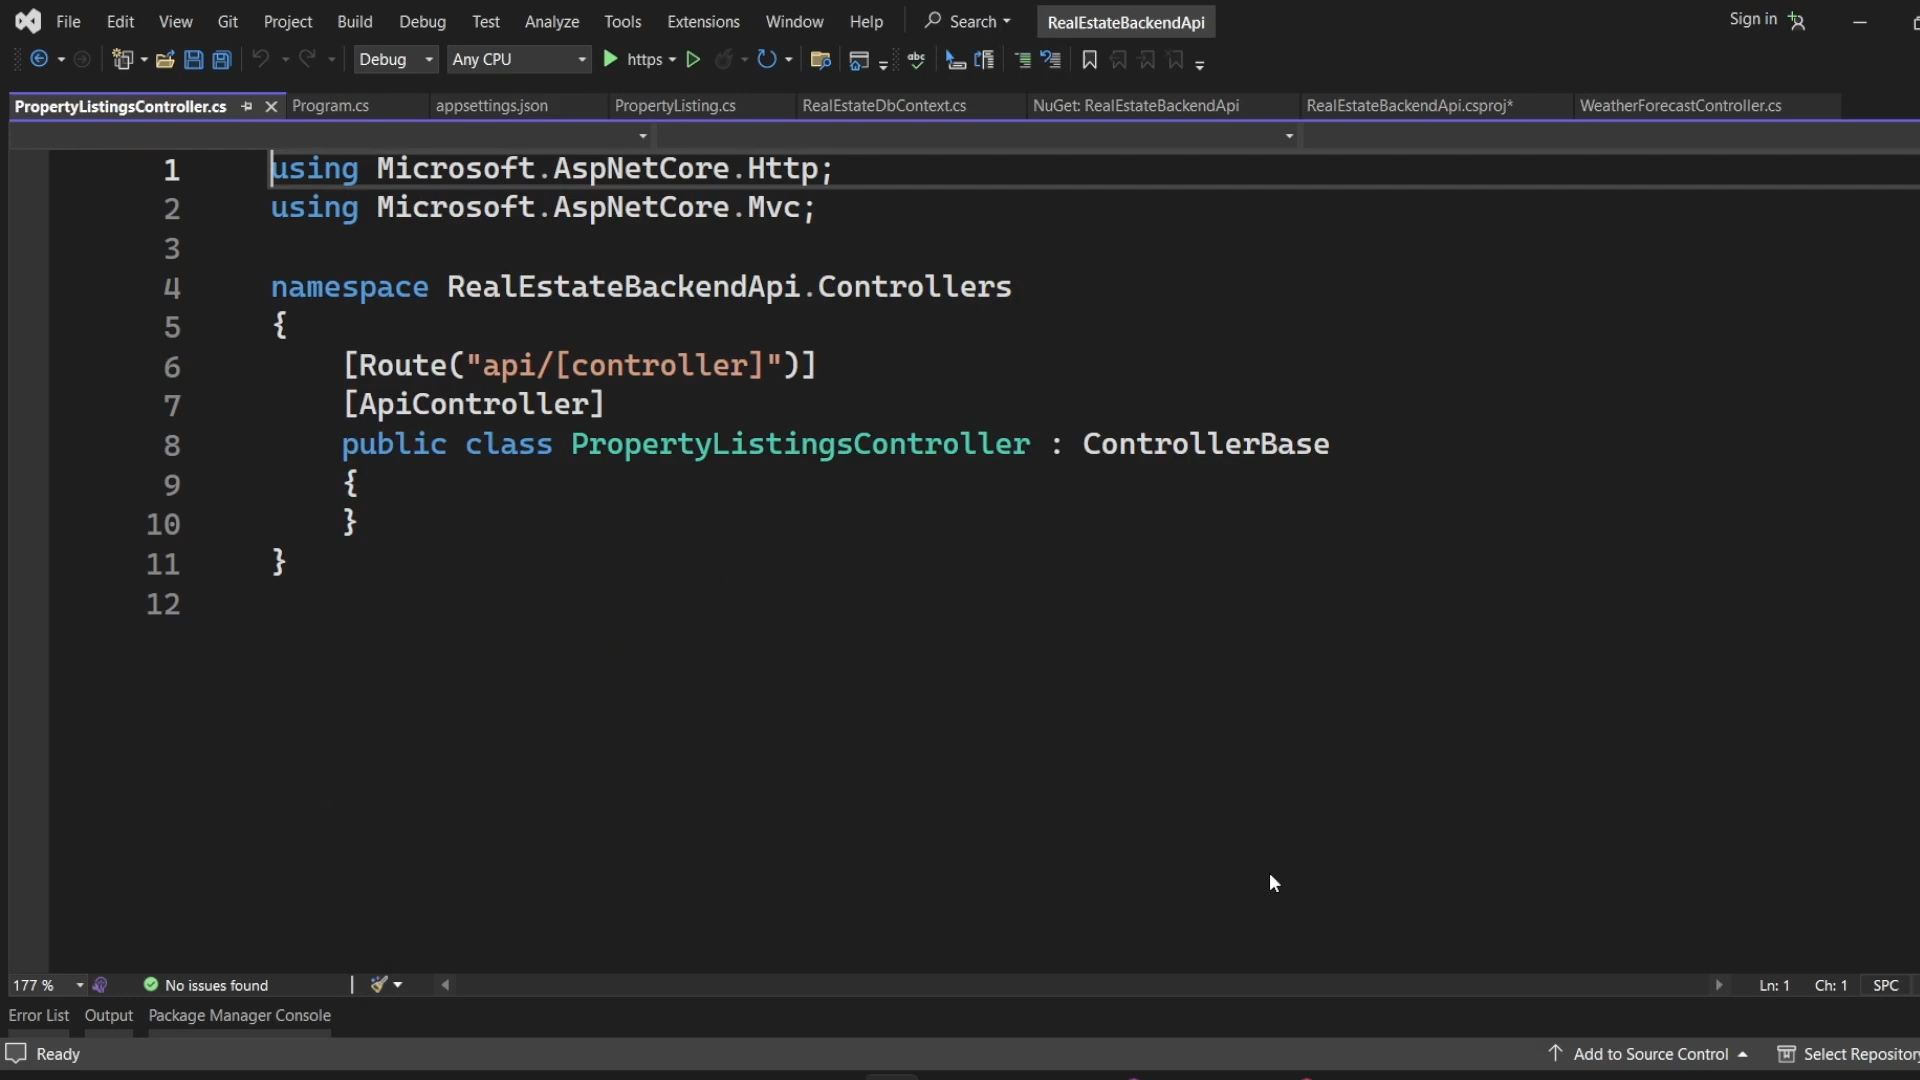 File Edit View Git Project Build Debug Test Analyze Tools Extensions Window Help Search RealEstateBackendApi Sign in
Debug Any CPU https
PropertyListingsController.cs Program.cs appsettings.json PropertyListing.cs RealEstateDbContext.cs NuGet: RealEstateBackendApi RealEstateBackendApi.csproj* WeatherForecastController.cs
1 using Microsoft.AspNetCore.Http;
2 using Microsoft.AspNetCore.Mvc;
3
4 namespace RealEstateBackendApi.Controllers
5 {
6 [Route("api/[controller]")]
7 [ApiController]
8 public class PropertyListingsController : ControllerBase
9 {
10 }
11 }
12
177 % No issues found Ln: 1 Ch: 1 SPC
Error List Output Package Manager Console
Ready Add to Source Control Select Repository